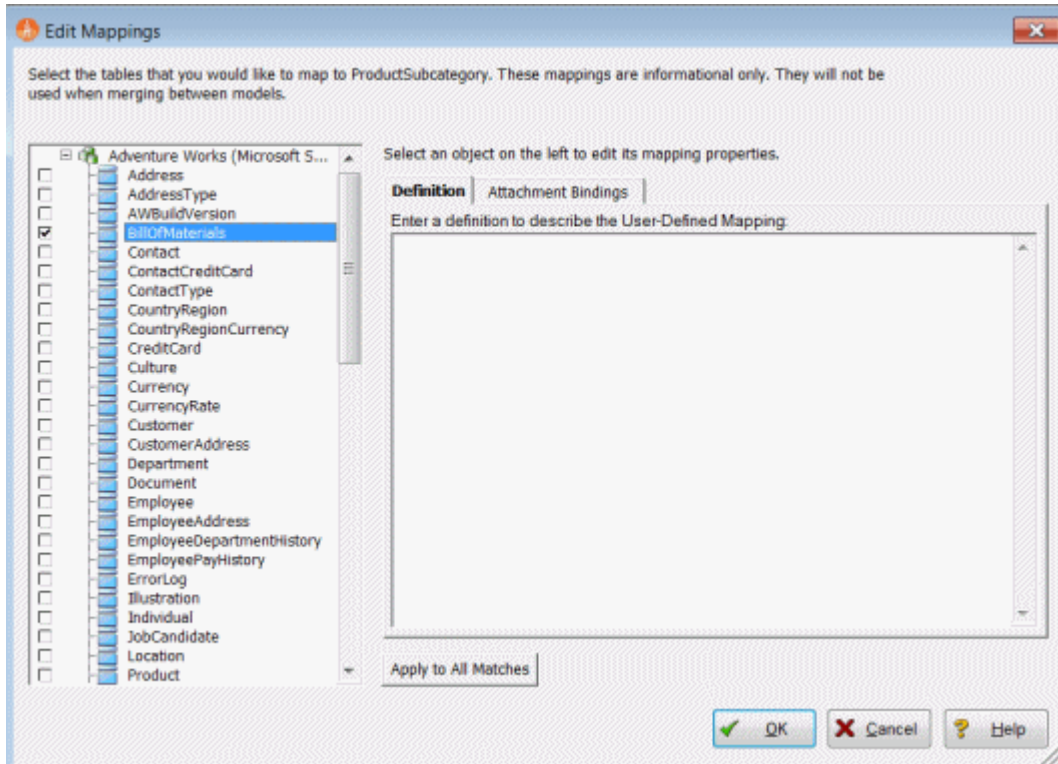 Edit Mappings
Select the tables that you would like to map to ProductSubcategory. These mappings are informational only. They will not be
used when merging between models.
Adventure Works (Microsoft S...
Address
AddressType
AWBuildVersion
BillOfMaterials
Contact
ContactCreditCard
ContactType
CountryRegion
CountryRegionCurrency
CreditCard
Culture
Currency
CurrencyRate
Customer
CustomerAddress
Department
Document
Employee
EmployeeAddress
EmployeeDepartmentHistory
EmployeePayHistory
ErrorLog
Illustration
Individual
JobCandidate
Location
Product
Select an object on the left to edit its mapping properties.
Definition Attachment Bindings
Enter a definition to describe the User-Defined Mapping:
Apply to All Matches
OK Cancel Help